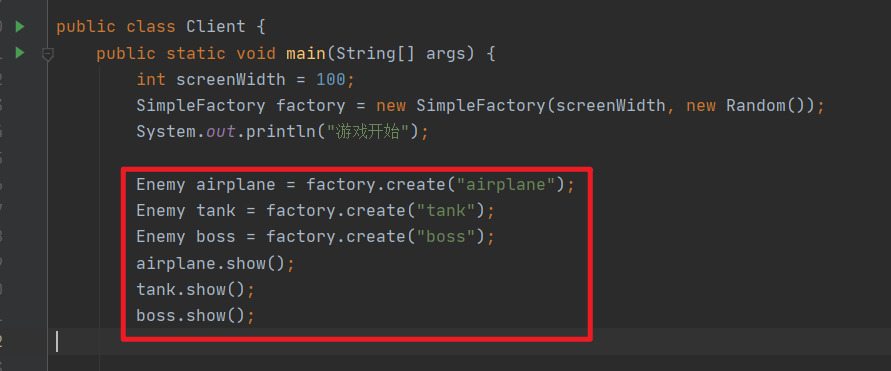 public class Client {
public static void main(String[] args) {
int screenWidth = 100;
SimpleFactory factory = new SimpleFactory(screenWidth, new Random());
System.out.println("游戏开始");
Enemy airplane = factory.create("airplane");
Enemy tank = factory.create("tank");
Enemy boss = factory.create("boss");
airplane.show();
tank.show();
boss.show();